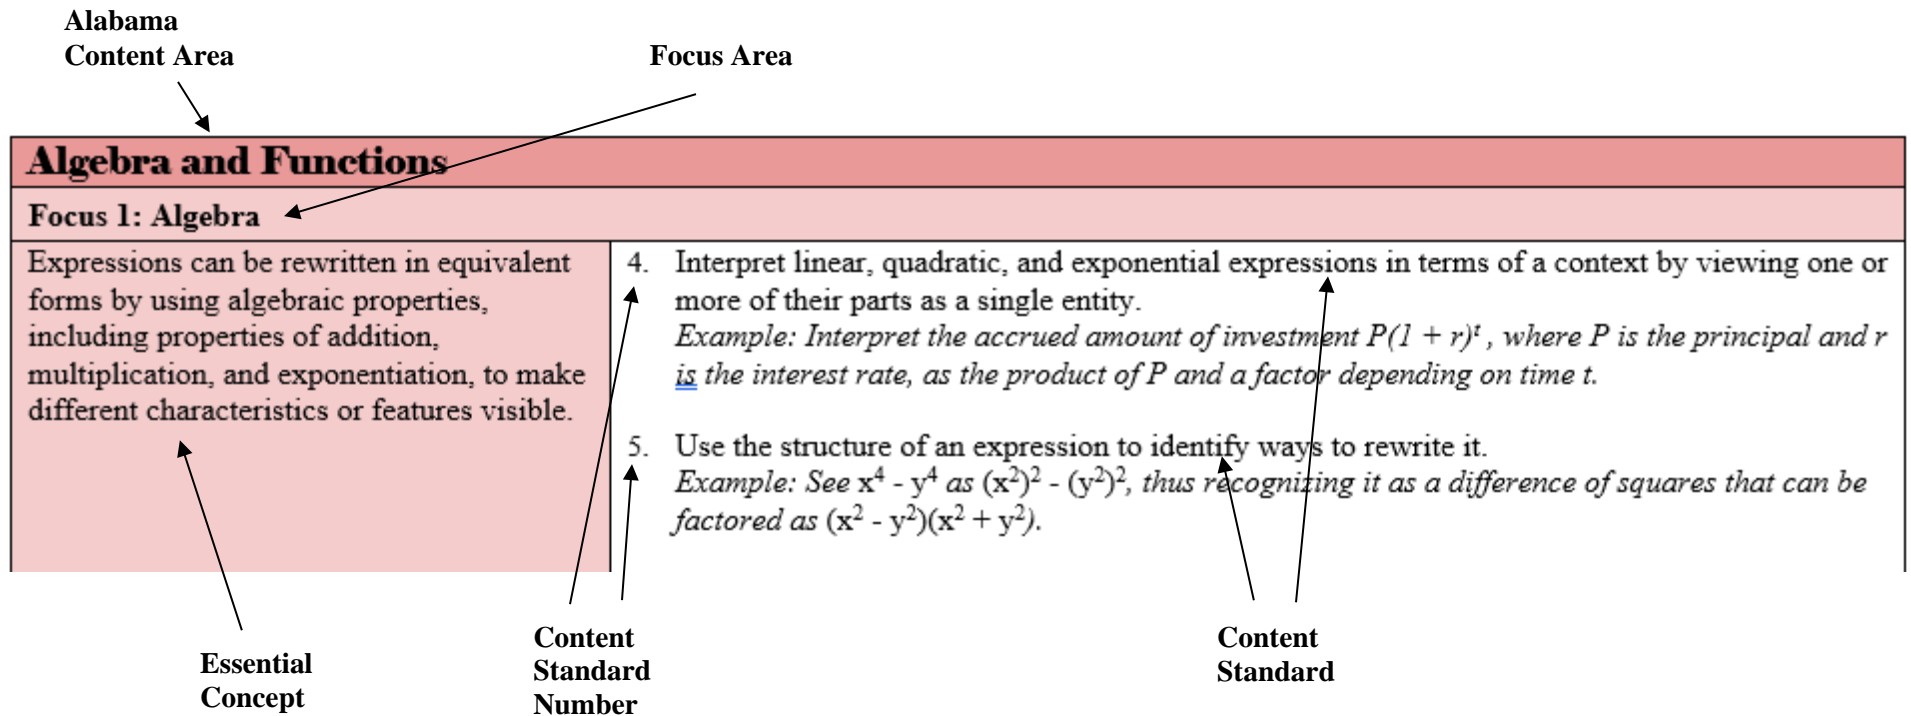 Alabama
Content Area
Focus Area
Algebra and Functions
Focus 1: Algebra
Expressions can be rewritten in equivalent
forms by using algebraic properties,
including properties of addition,
multiplication, and exponentiation, to make
different characteristics or features visible.
4. Interpret linear, quadratic, and exponential expressions in terms of a context by viewing one or
more of their parts as a single entity.
Example: Interpret the accrued amount of investment P(1 + r)ᵗ , where P is the principal and r
is the interest rate, as the product of P and a factor depending on time t.
5. Use the structure of an expression to identify ways to rewrite it.
Example: See x⁴ - y⁴ as (x²)² - (y²)², thus recognizing it as a difference of squares that can be
factored as (x² - y²)(x² + y²).
Essential
Concept
Content
Standard
Number
Content
Standard